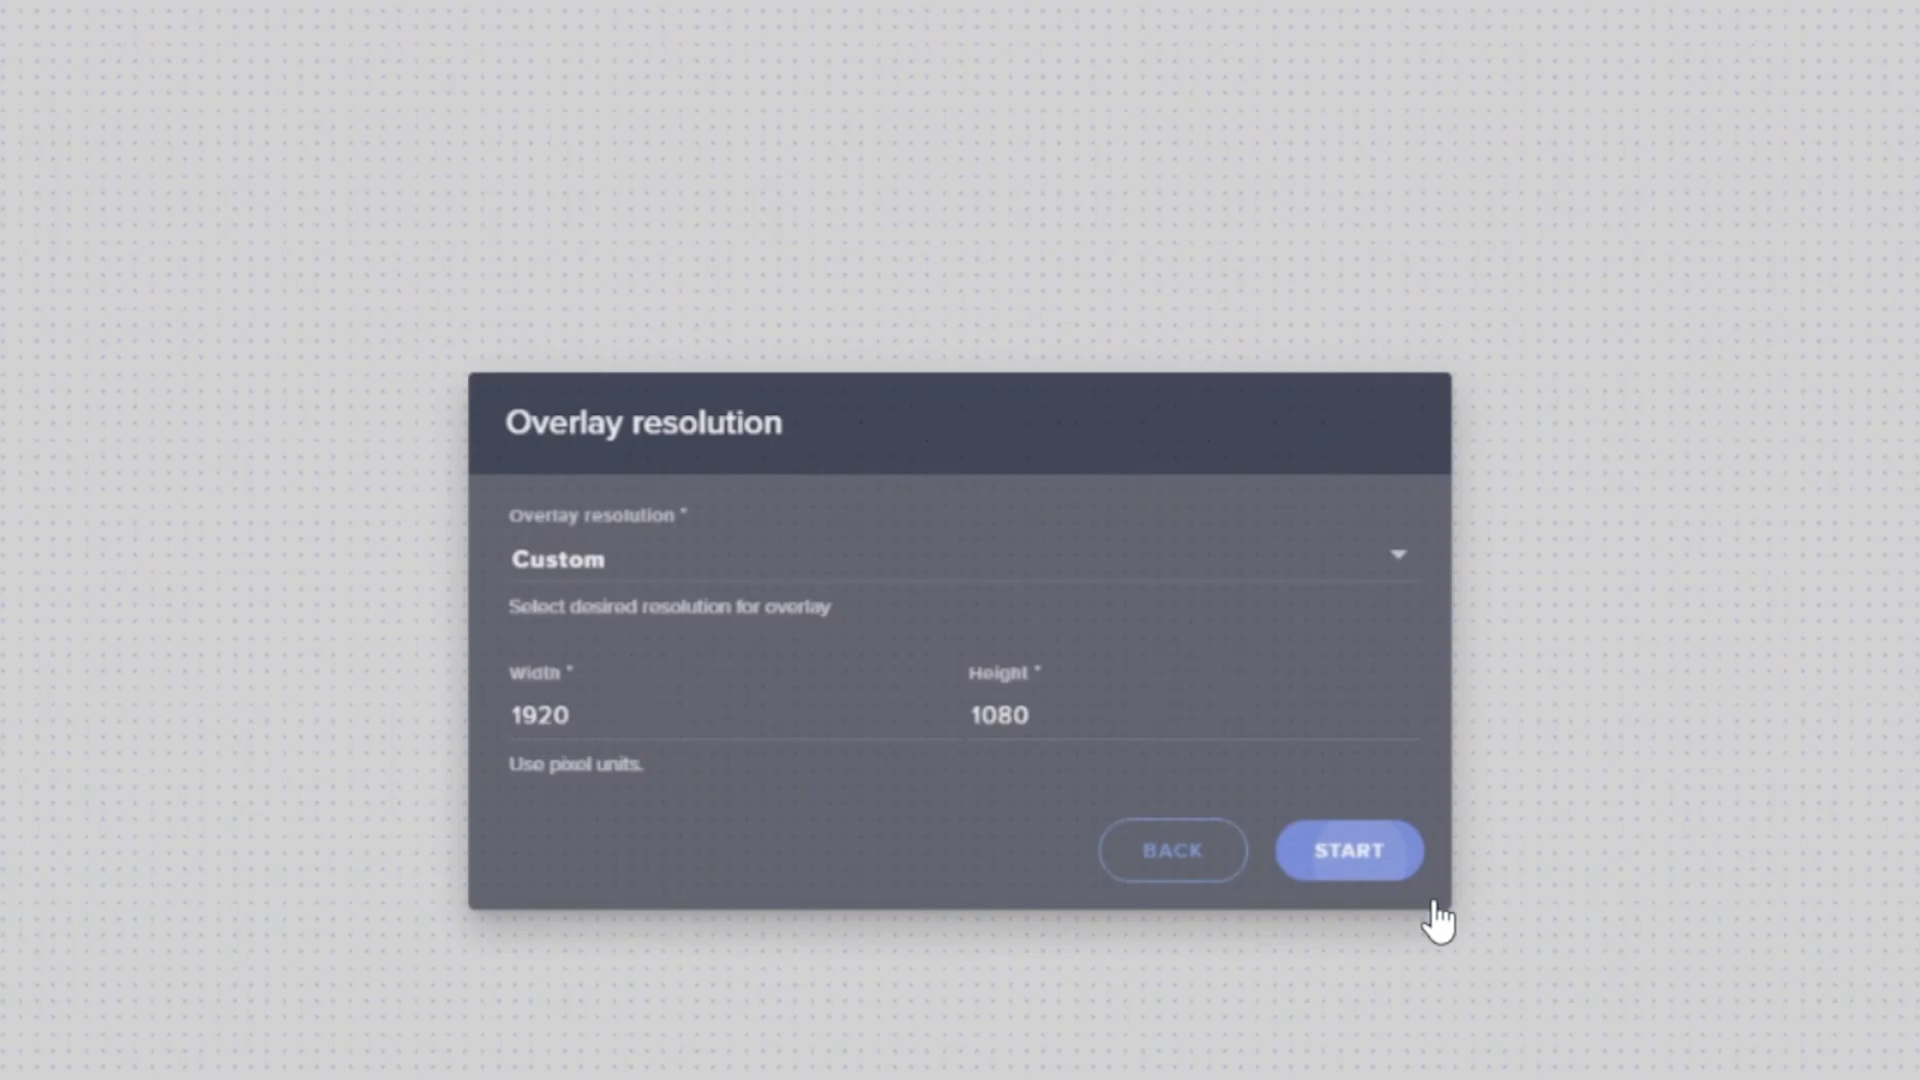 Overlay resolution
Overlay resolution *
Custom
Select desired resolution for overlay
Width * Height *
1920 1080
Use pixel units.
BACK START